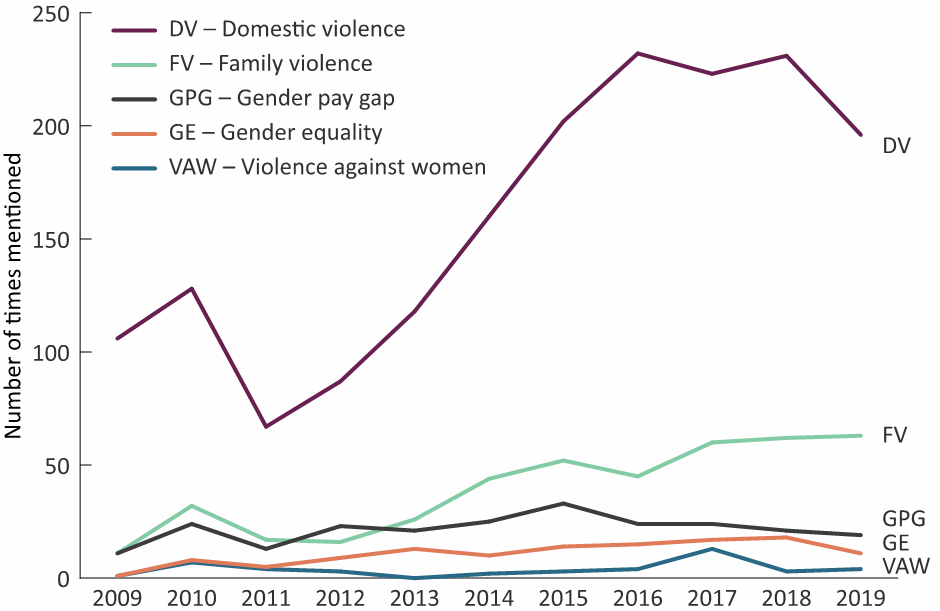 Number of times mentioned
250
200
150
100
50
0
DV – Domestic violence
FV – Family violence
GPG – Gender pay gap
GE – Gender equality
VAW – Violence against women
DV
FV
GPG
GE
VAW
2009 2010 2011 2012 2013 2014 2015 2016 2017 2018 2019